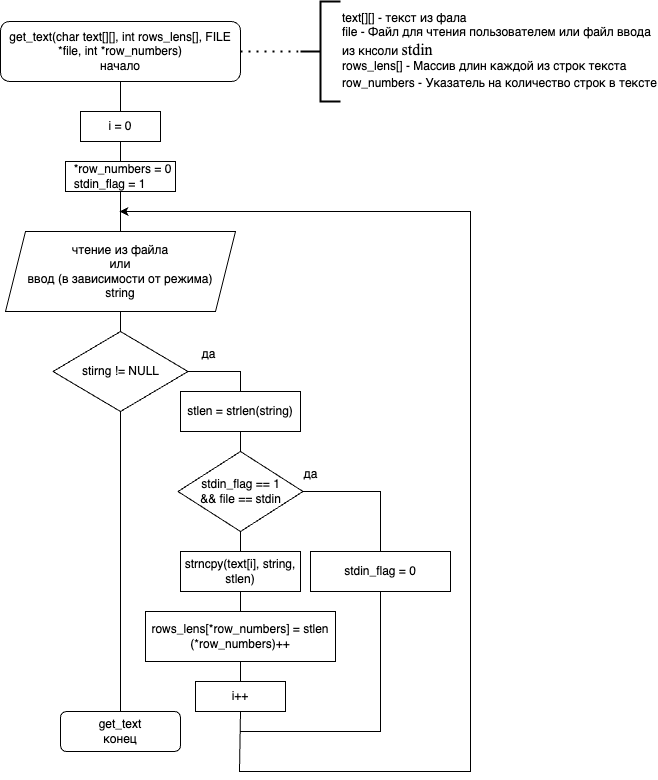 get_text(char text[][], int rows_lens[], FILE
*file, int *row_numbers)
начало
text[][] - текст из фала
file - Файл для чтения пользователем или файл ввода
из кнсоли stdin
rows_lens[] - Массив длин каждой из строк текста
row_numbers - Указатель на количество строк в тексте
i = 0
*row_numbers = 0
stdin_flag = 1
чтение из файла
или
ввод (в зависимости от режима)
string
stirng != NULL
да
stlen = strlen(string)
stdin_flag == 1
&& file == stdin
да
strncpy(text[i], string,
stlen)
stdin_flag = 0
rows_lens[*row_numbers] = stlen
(*row_numbers)++
i++
get_text
конец